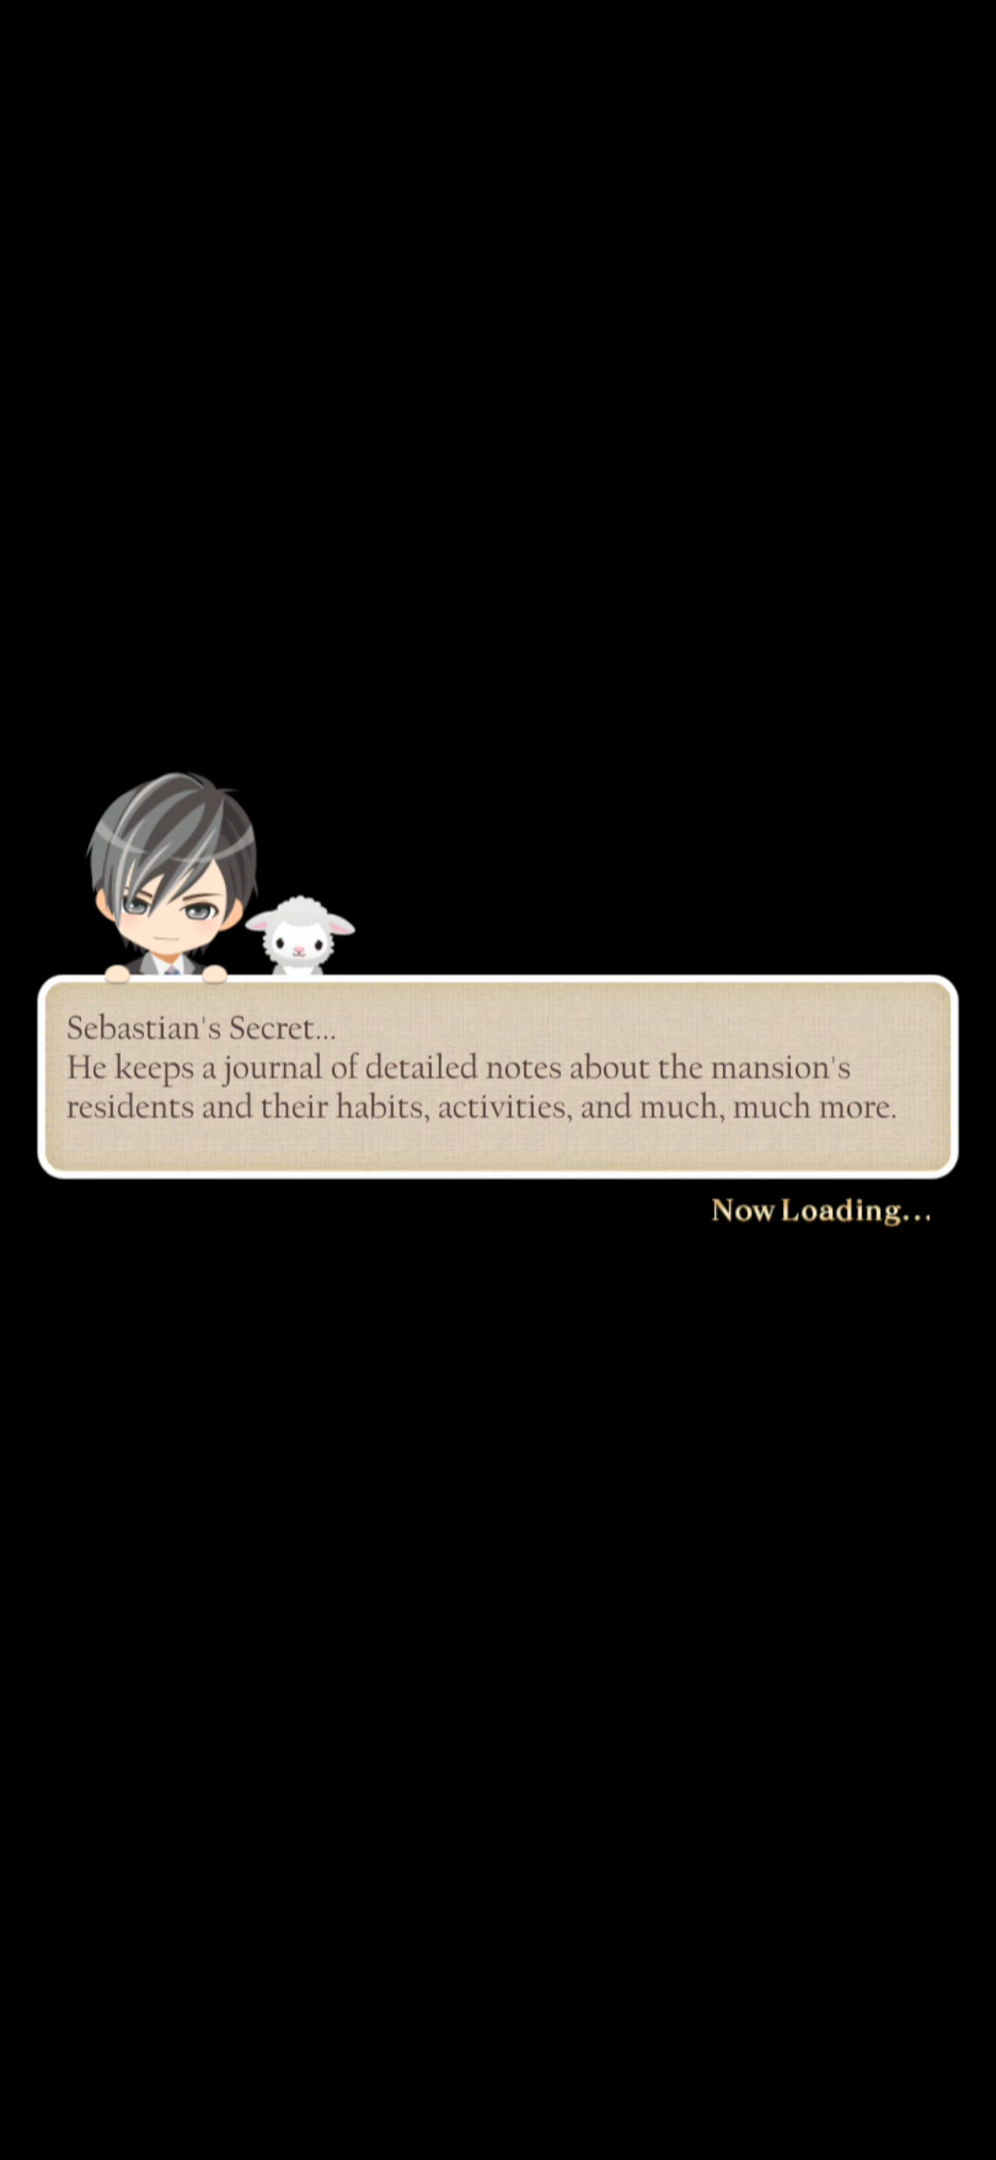 Sebastian's Secret...
He keeps a journal of detailed notes about the mansion's
residents and their habits, activities, and much, much more.
Now Loading...